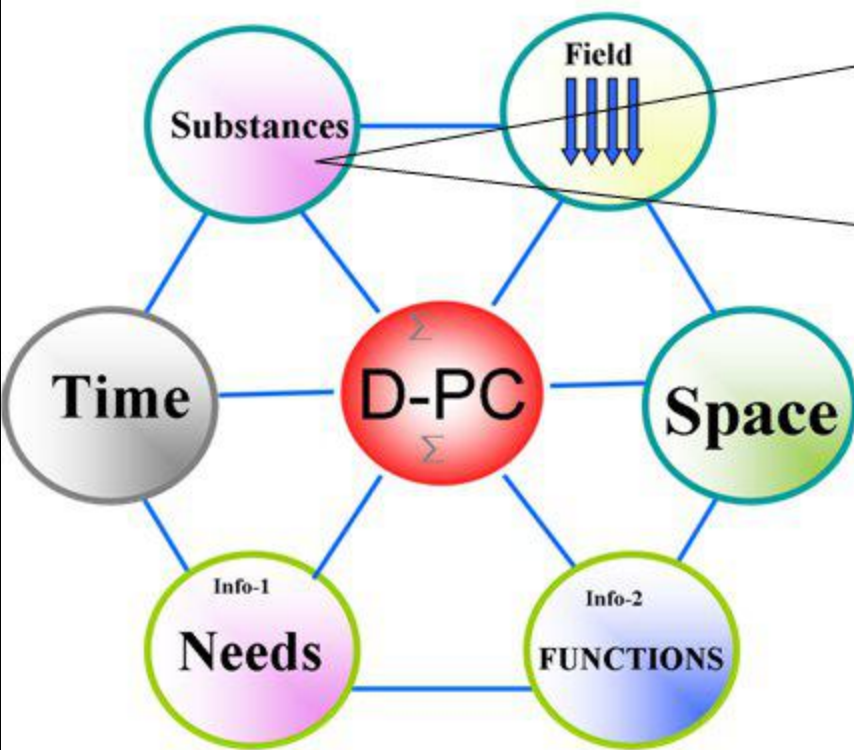 Field
Substances
Σ
D-PC
Σ
Time
Space
Info-1
Needs
Info-2
FUNCTIONS